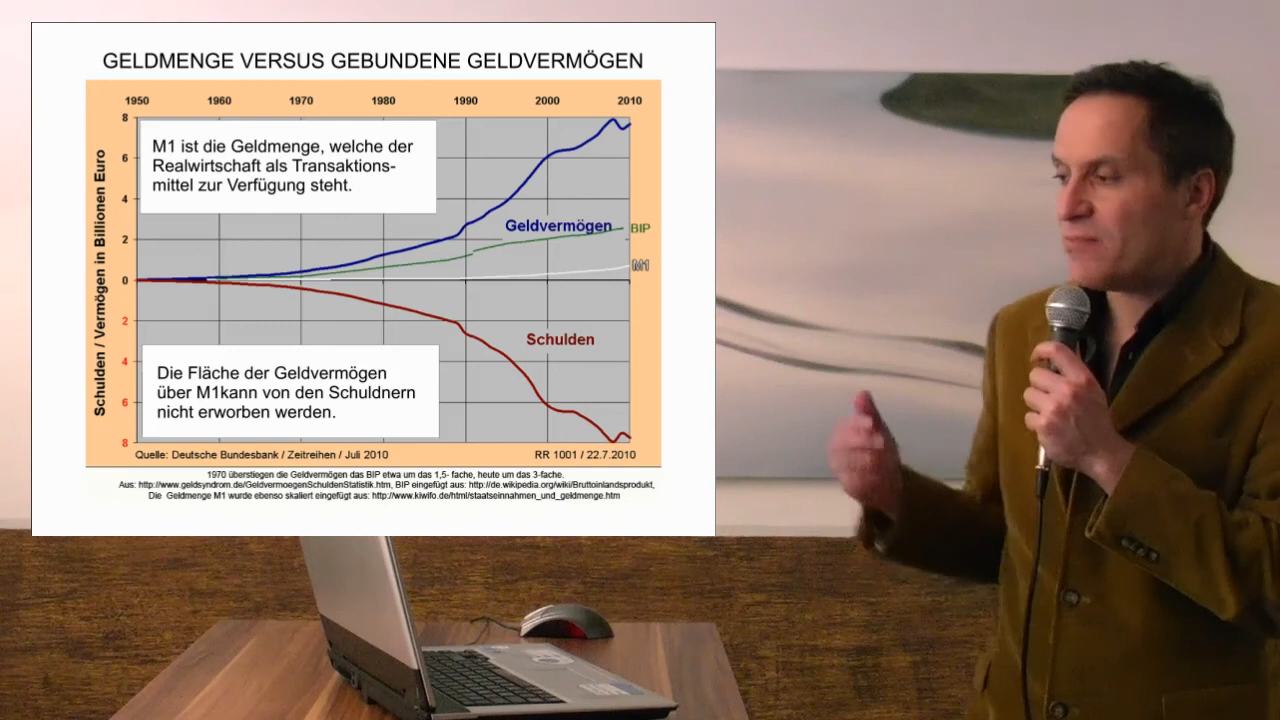 GELDMENGE VERSUS GEBUNDENE GELDVERMÖGEN
1950 1960 1970 1980 1990 2000 2010
8
6
4
2
0
2
4
6
8
Schulden / Vermögen in Billionen Euro
M1 ist die Geldmenge, welche der
Realwirtschaft als Transaktions-
mittel zur Verfügung steht.
Geldvermögen
BIP
M1
Schulden
Die Fläche der Geldvermögen
über M1kann von den Schuldnern
nicht erworben werden.
Quelle: Deutsche Bundesbank / Zeitreihen / Juli 2010 RR 1001 / 22.7.2010
1970 überstiegen die Geldvermögen das BIP etwa um das 1,5- fache, heute um das 3-fache.
Aus: http://www.geldsyndrom.de/GeldvermoegenSchuldenStatistik.htm, BIP eingefügt aus: http://de.wikipedia.org/wiki/Bruttoinlandsprodukt,
Die Geldmenge M1 wurde ebenso skaliert eingefügt aus: http://www.kiwifo.de/html/staatseinnahmen_und_geldmenge.htm